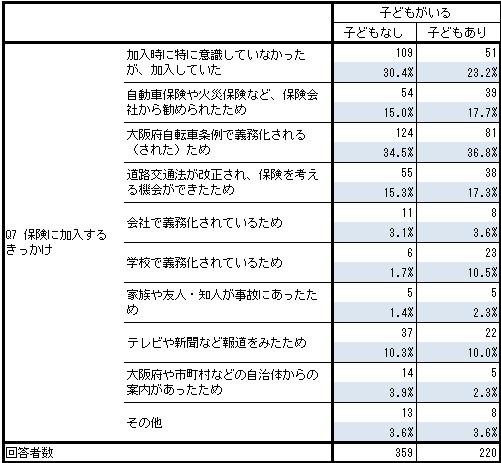 子どもがいる
子どもなし 子どもあり
Q7 保険に加入する
きっかけ
加入時に特に意識していなかった
が、加入していた
109 51
30.4% 23.2%
自動車保険や火災保険など、保険会
社から勧められたため
54 39
15.0% 17.7%
大阪府自転車条例で義務化される
（された）ため
124 81
34.5% 36.8%
道路交通法が改正され、保険を考え
る機会ができたため
55 38
15.3% 17.3%
会社で義務化されているため
11 8
3.1% 3.6%
学校で義務化されているため
6 23
1.7% 10.5%
家族や友人・知人が事故にあったた
め
5 5
1.4% 2.3%
テレビや新聞など報道をみたため
37 22
10.3% 10.0%
大阪府や市町村などの自治体からの
案内があったため
14 5
3.9% 2.3%
その他
13 8
3.6% 3.6%
回答者数 359 220